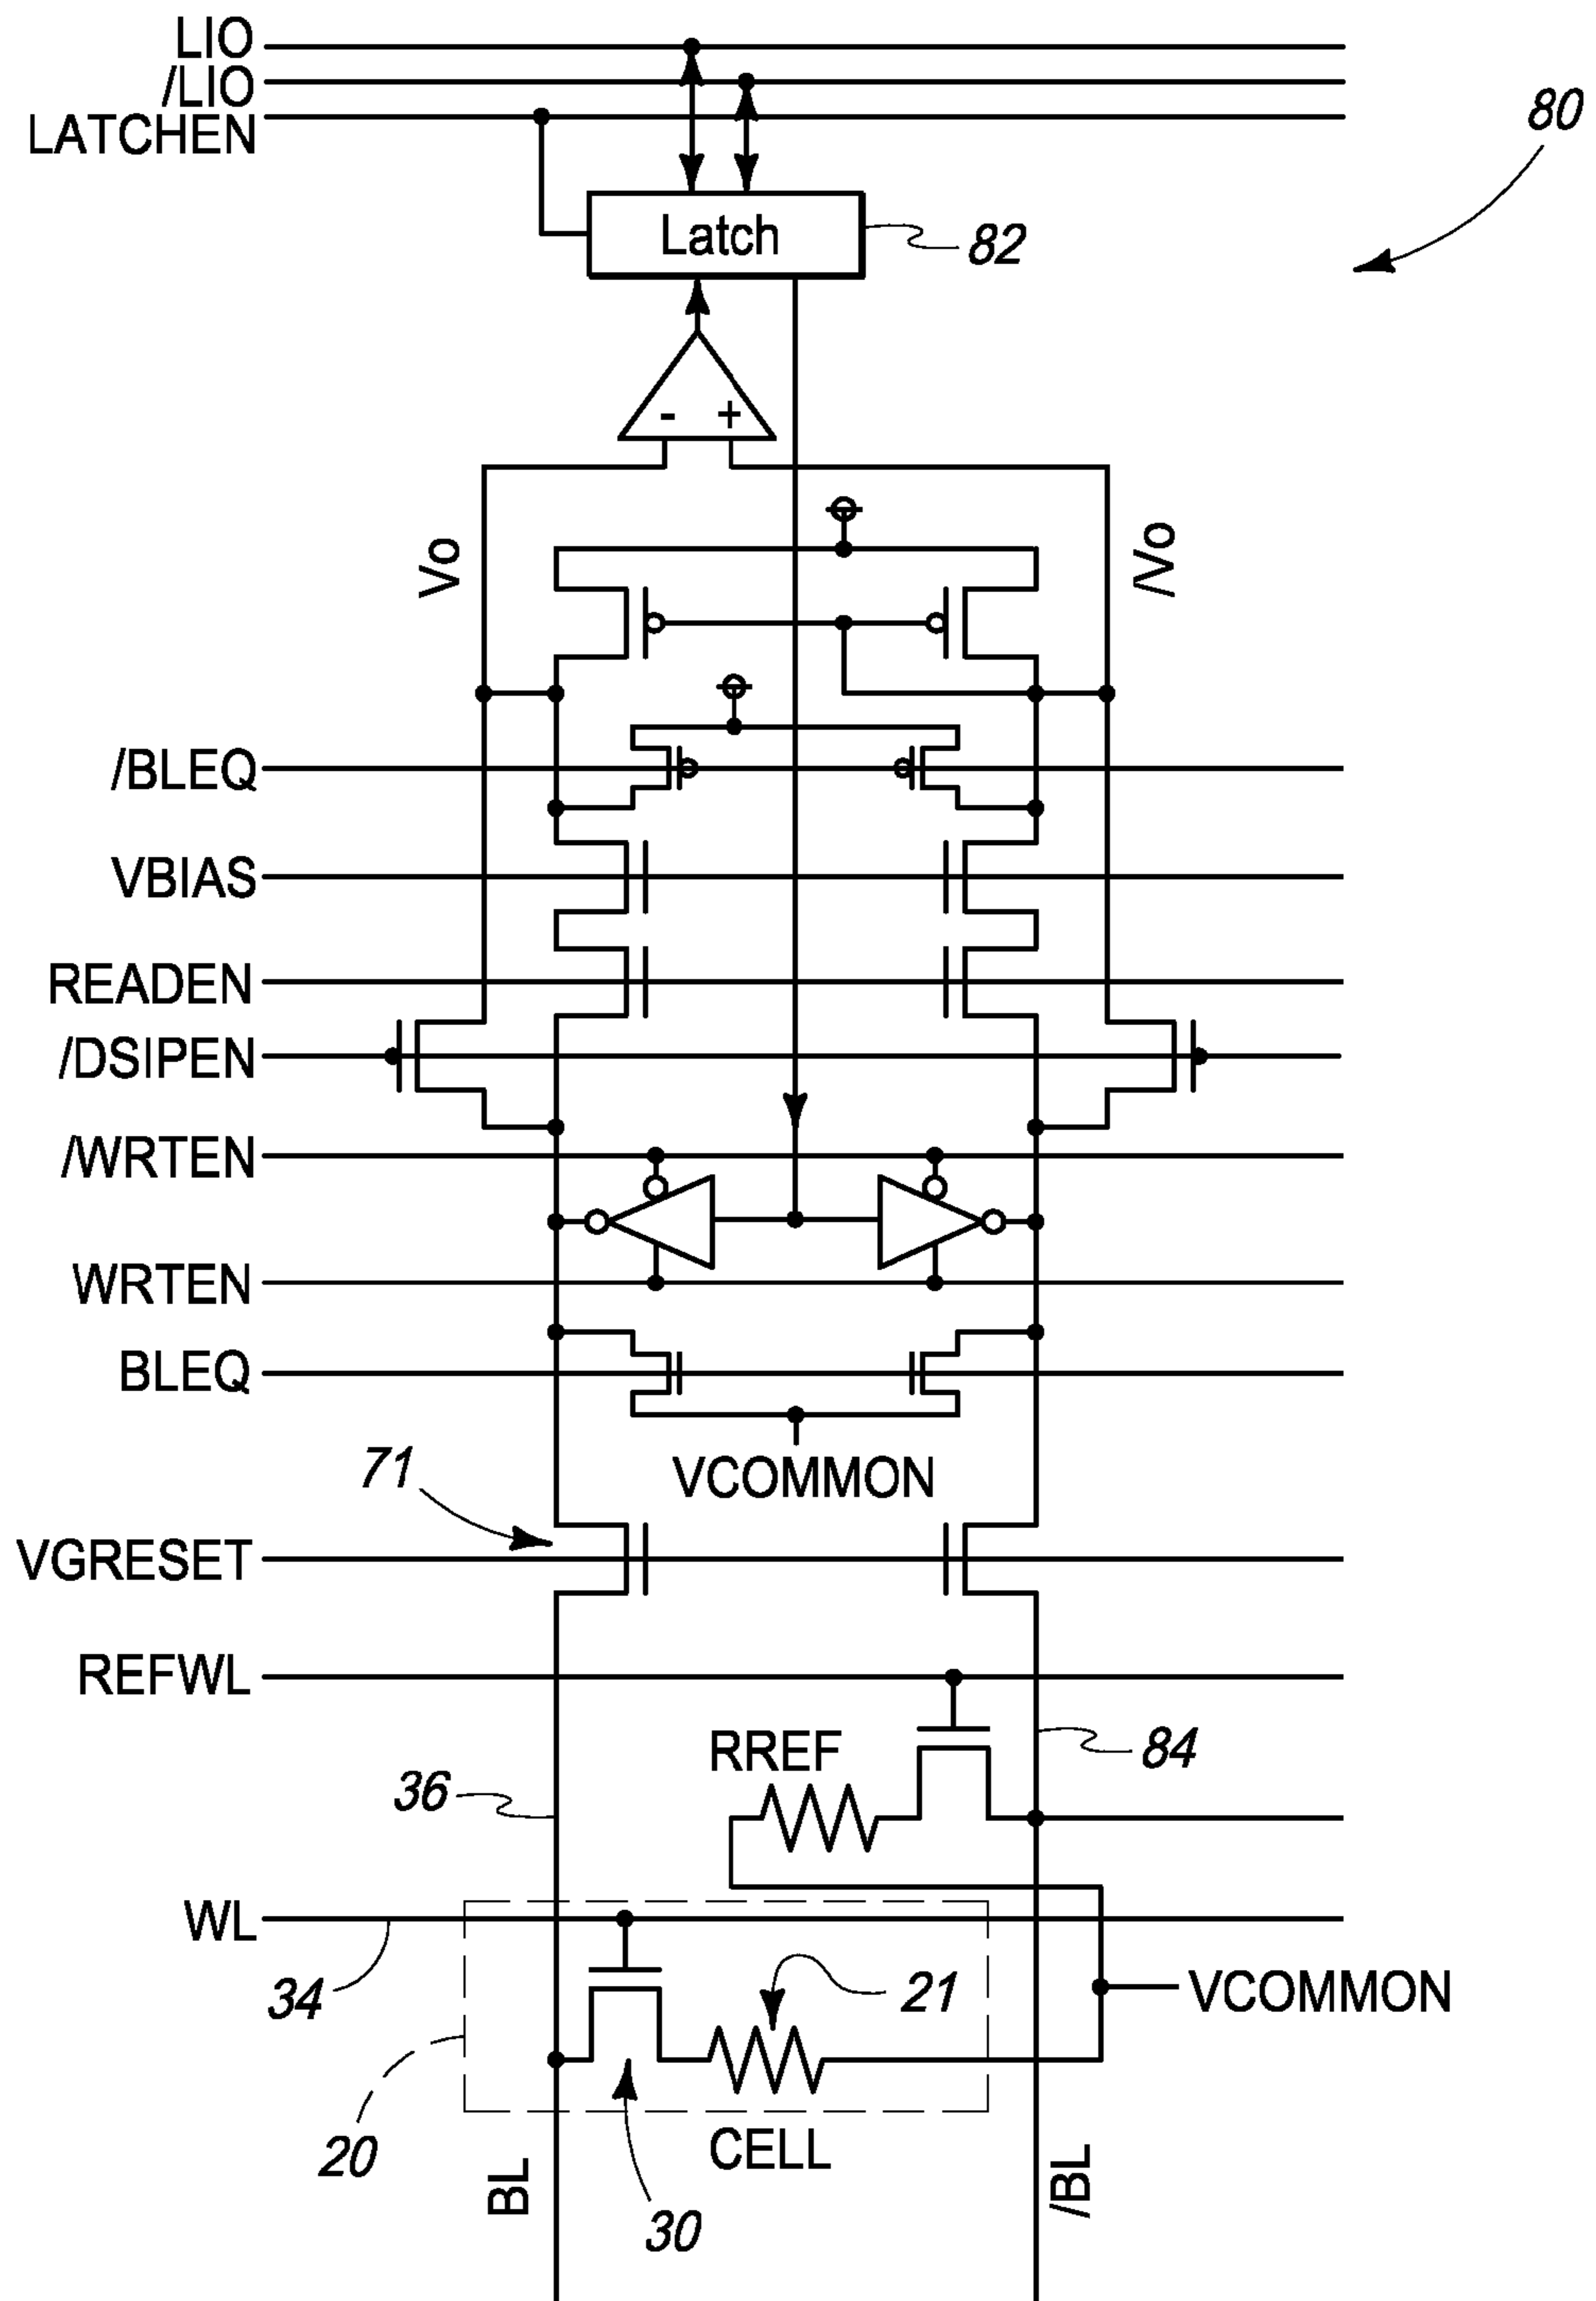 LIO
/LIO
LATCHEN
80
Latch
82
- +
Vo
/Vo
/BLEQ
VBIAS
READEN
/DSIPEN
/WRTEN
WRTEN
BLEQ
VCOMMON
71
VGRESET
REFWL
RREF
84
36
WL
34
21
VCOMMON
20
CELL
BL
/BL
30